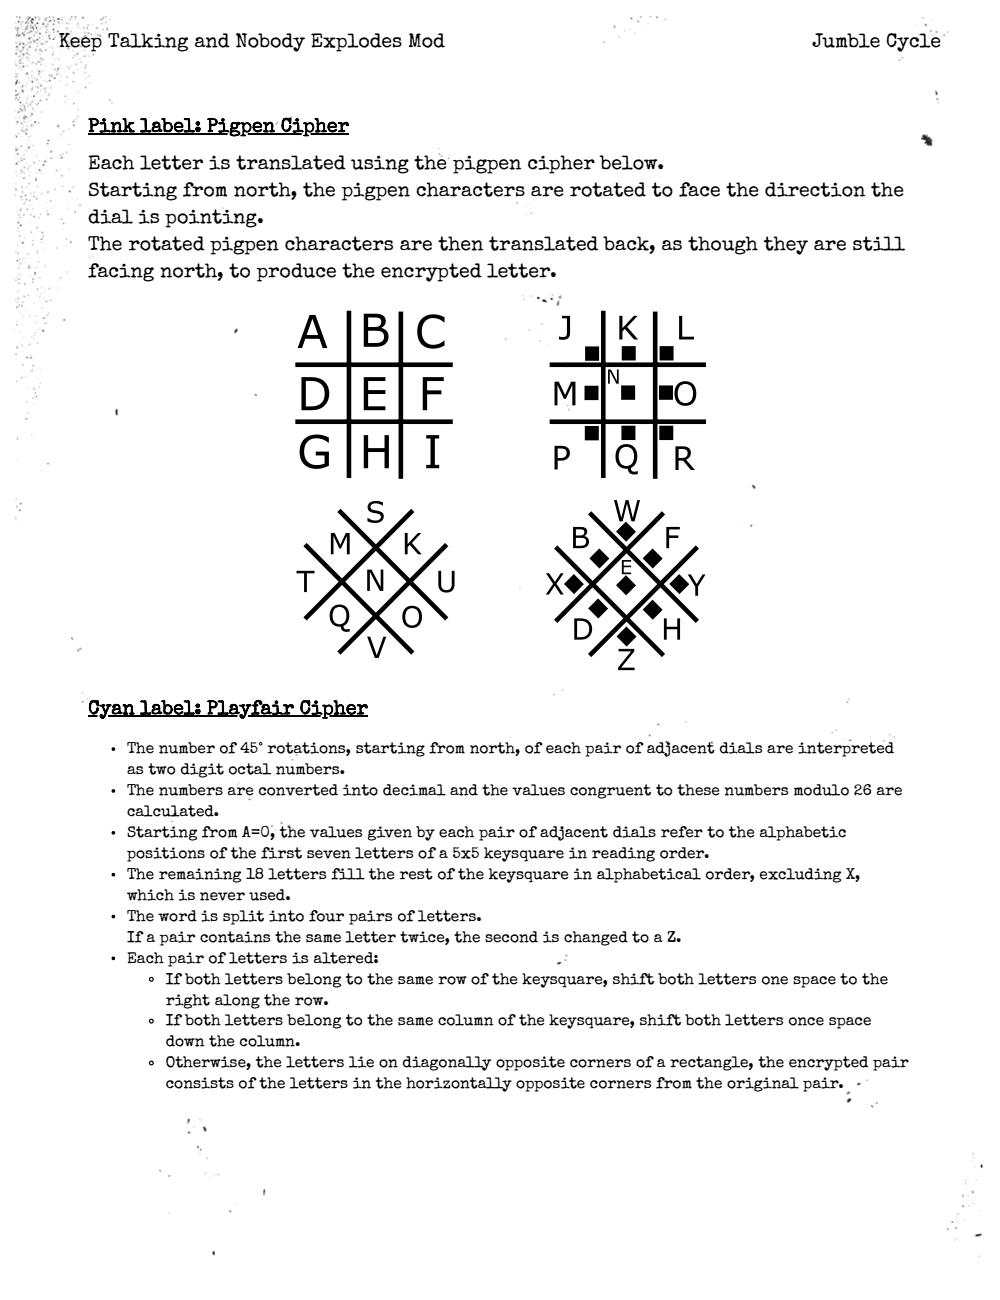 Keep Talking and Nobody Explodes Mod
Jumble Cycle
Pink label: Pigpen Cipher
Each letter is translated using the pigpen cipher below.
Starting from north, the pigpen characters are rotated to face the direction the
dial is pointing.
The rotated pigpen characters are then translated back, as though they are still
facing north, to produce the encrypted letter.
A B C
D E F
G H I
J K L
M N O
P Q R
S
M K
T N U
Q O
V
W
B F
X E Y
D H
Z
Cyan label: Playfair Cipher
• The number of 45° rotations, starting from north, of each pair of adjacent dials are interpreted
as two digit octal numbers.
• The numbers are converted into decimal and the values congruent to these numbers modulo 26 are
calculated.
• Starting from A=0, the values given by each pair of adjacent dials refer to the alphabetic
positions of the first seven letters of a 5x5 keysquare in reading order.
• The remaining 18 letters fill the rest of the keysquare in alphabetical order, excluding X,
which is never used.
• The word is split into four pairs of letters.
If a pair contains the same letter twice, the second is changed to a Z.
• Each pair of letters is altered:
◦ If both letters belong to the same row of the keysquare, shift both letters one space to the
right along the row.
◦ If both letters belong to the same column of the keysquare, shift both letters once space
down the column.
◦ Otherwise, the letters lie on diagonally opposite corners of a rectangle, the encrypted pair
consists of the letters in the horizontally opposite corners from the original pair.